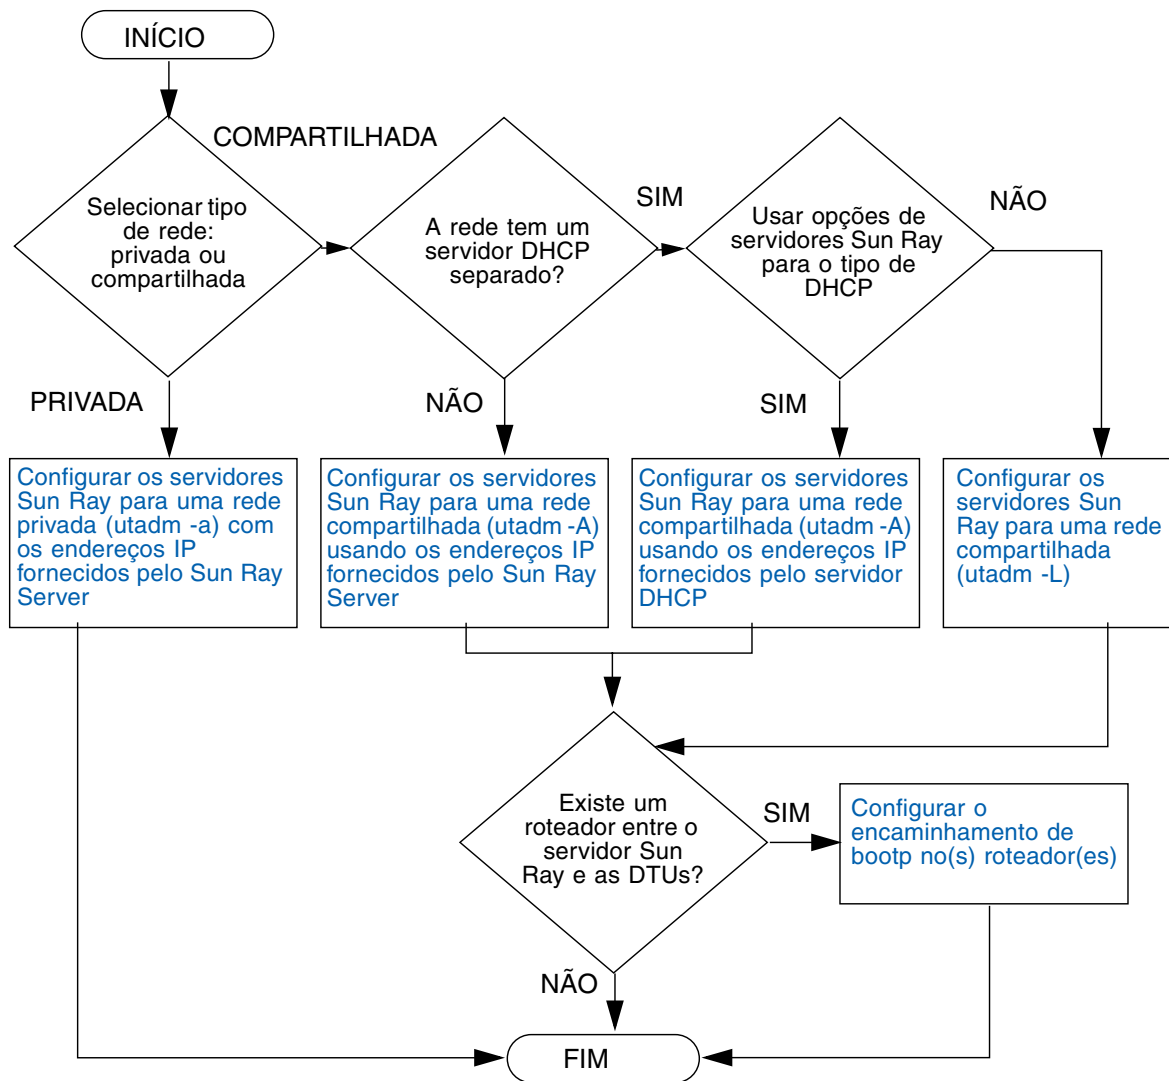 INÍCIO
COMPARTILHADA
Selecionar tipo
de rede:
privada ou
compartilhada
A rede tem um
servidor DHCP
separado?
SIM
Usar opções de
servidores Sun Ray
para o tipo de
DHCP
NÃO
PRIVADA
NÃO
SIM
Configurar os servidores
Sun Ray para uma rede
privada (utadm -a) com
os endereços IP
fornecidos pelo Sun Ray
Server
Configurar os servidores
Sun Ray para uma rede
compartilhada (utadm -A)
usando os endereços IP
fornecidos pelo Sun Ray
Server
Configurar os servidores
Sun Ray para uma rede
compartilhada (utadm -A)
usando os endereços IP
fornecidos pelo servidor
DHCP
Configurar os
servidores Sun
Ray para uma rede
compartilhada
(utadm -L)
Existe um
roteador entre o
servidor Sun
Ray e as DTUs?
SIM
Configurar o
encaminhamento de
bootp no(s) roteador(es)
NÃO
FIM